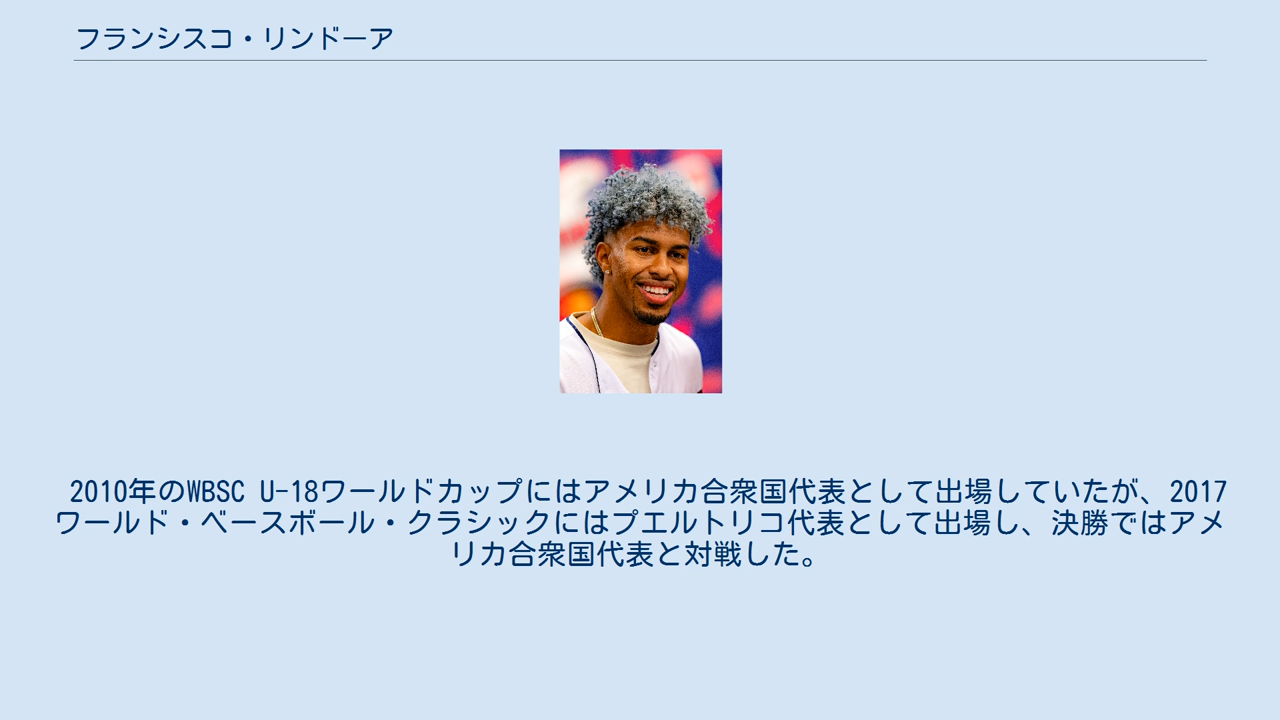 フランシスコ・リンドーア
2010年のWBSC U-18ワールドカップにはアメリカ合衆国代表として出場していたが、2017
ワールド・ベースボール・クラシックにはプエルトリコ代表として出場し、決勝ではアメ
リカ合衆国代表と対戦した。